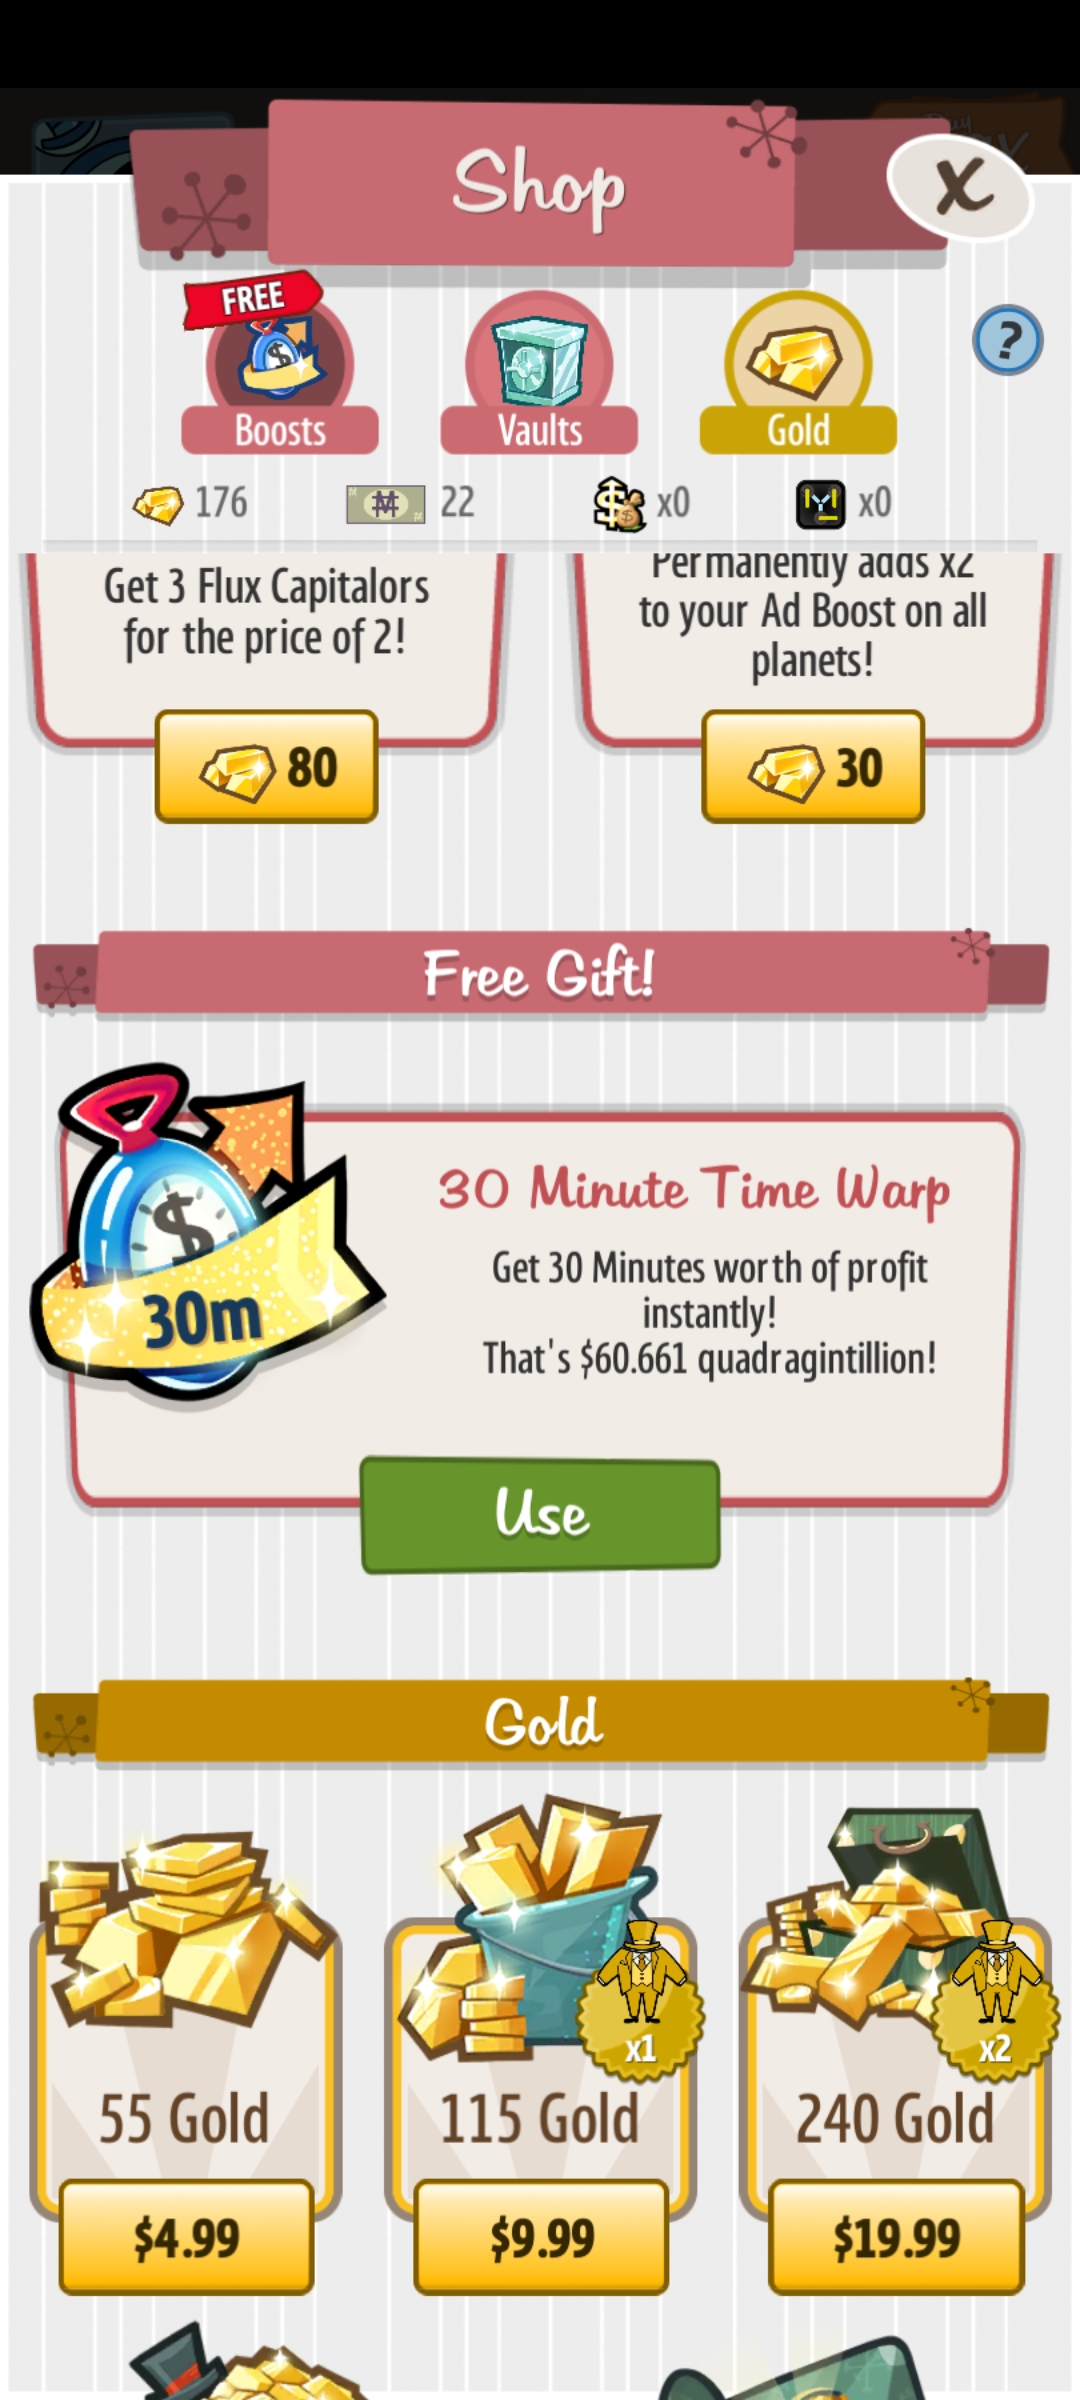 Shop
FREE
Boosts
Vaults
Gold
?
176
22
x0
x0
Get 3 Flux Capitalors
for the price of 2!
80
Permanently adds x2
to your Ad Boost on all
planets!
30
Free Gift!
30m
30 Minute Time Warp
Get 30 Minutes worth of profit
instantly!
That's $60.661 quadragintillion!
Use
Gold
x1
x2
55 Gold
115 Gold
240 Gold
$4.99
$9.99
$19.99